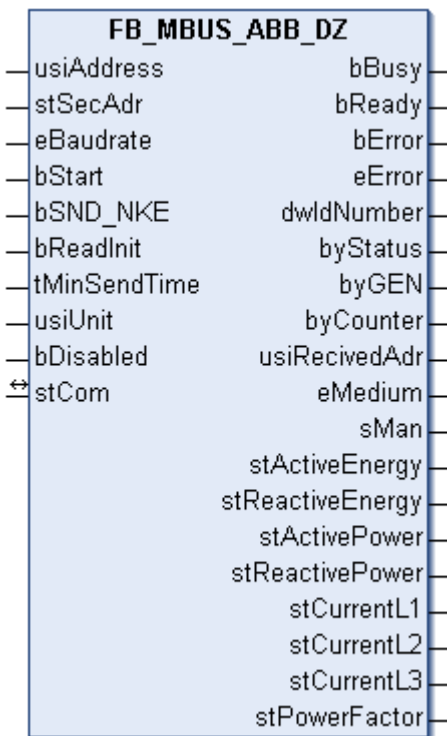 FB_MBUS_ABB_DZ
usiAddress bBusy
stSecAdr bReady
eBaudrate bError
bStart eError
bSND_NKE dwIdNumber
bReadInit byStatus
tMinSendTime byGEN
usiUnit byCounter
bDisabled usiRecivedAdr
stCom eMedium
sMan
stActiveEnergy
stReactiveEnergy
stActivePower
stReactivePower
stCurrentL1
stCurrentL2
stCurrentL3
stPowerFactor